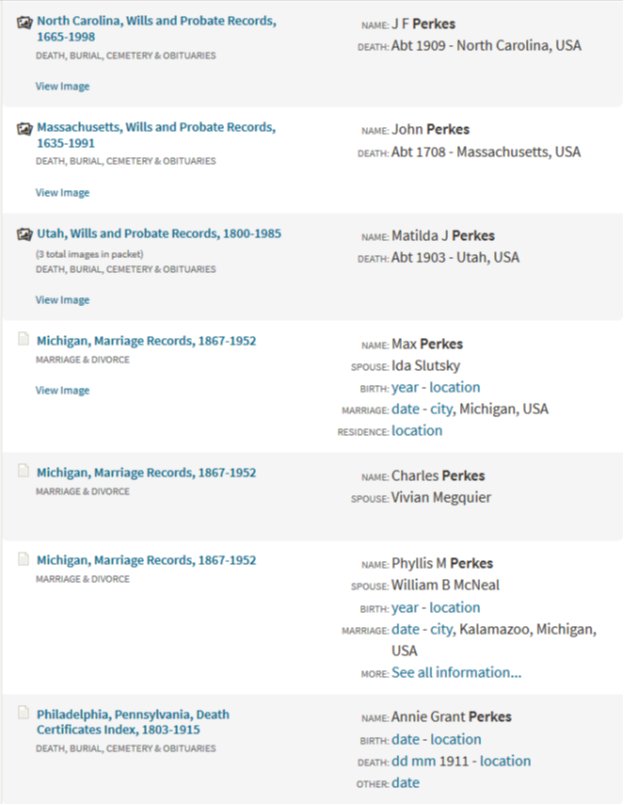 North Carolina, Wills and Probate Records,
1665-1998
DEATH, BURIAL, CEMETERY & OBITUARIES
View Image
NAME: J F Perkes
DEATH: Abt 1909 - North Carolina, USA
Massachusetts, Wills and Probate Records,
1635-1991
DEATH, BURIAL, CEMETERY & OBITUARIES
View Image
NAME: John Perkes
DEATH: Abt 1708 - Massachusetts, USA
Utah, Wills and Probate Records, 1800-1985
(3 total images in packet)
DEATH, BURIAL, CEMETERY & OBITUARIES
View Image
NAME: Matilda J Perkes
DEATH: Abt 1903 - Utah, USA
Michigan, Marriage Records, 1867-1952
MARRIAGE & DIVORCE
View Image
NAME: Max Perkes
SPOUSE: Ida Slutsky
BIRTH: year - location
MARRIAGE: date - city, Michigan, USA
RESIDENCE: location
Michigan, Marriage Records, 1867-1952
MARRIAGE & DIVORCE
NAME: Charles Perkes
SPOUSE: Vivian Megquier
Michigan, Marriage Records, 1867-1952
MARRIAGE & DIVORCE
NAME: Phyllis M Perkes
SPOUSE: William B McNeal
BIRTH: year - location
MARRIAGE: date - city, Kalamazoo, Michigan,
USA
MORE: See all information...
Philadelphia, Pennsylvania, Death
Certificates Index, 1803-1915
DEATH, BURIAL, CEMETERY & OBITUARIES
NAME: Annie Grant Perkes
BIRTH: date - location
DEATH: dd mm 1911 - location
OTHER: date